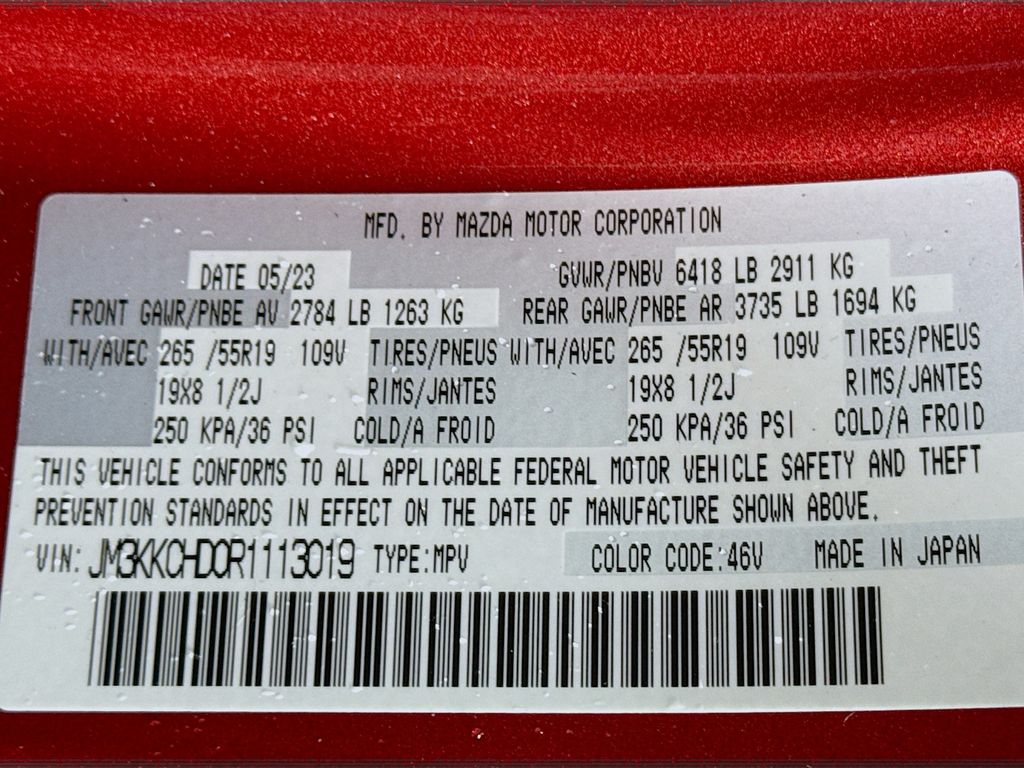 MFD. BY MAZDA MOTOR CORPORATION
DATE 05/23 GVWR/PNBV 6418 LB 2911 KG
FRONT GAWR/PNBE AV 2784 LB 1263 KG REAR GAWR/PNBE AR 3735 LB 1694 KG
WITH/AVEC 265 /55R19 109V TIRES/PNEUS WITH/AVEC 265 /55R19 109V TIRES/PNEUS
19X8 1/2J RIMS/JANTES 19X8 1/2J RIMS/JANTES
250 KPA/36 PSI COLD/A FROID 250 KPA/36 PSI COLD/A FROID
THIS VEHICLE CONFORMS TO ALL APPLICABLE FEDERAL MOTOR VEHICLE SAFETY AND THEFT
PREVENTION STANDARDS IN EFFECT ON THE DATE OF MANUFACTURE SHOWN ABOVE.
VIN: JM3KKCHD0R1113019 TYPE:MPV COLOR CODE:46V MADE IN JAPAN